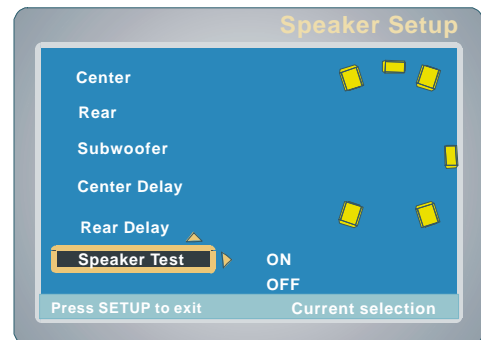 Speaker Setup
Center
Rear
Subwoofer
Center Delay
Rear Delay
Speaker Test
ON
OFF
Press SETUP to exit
Current selection